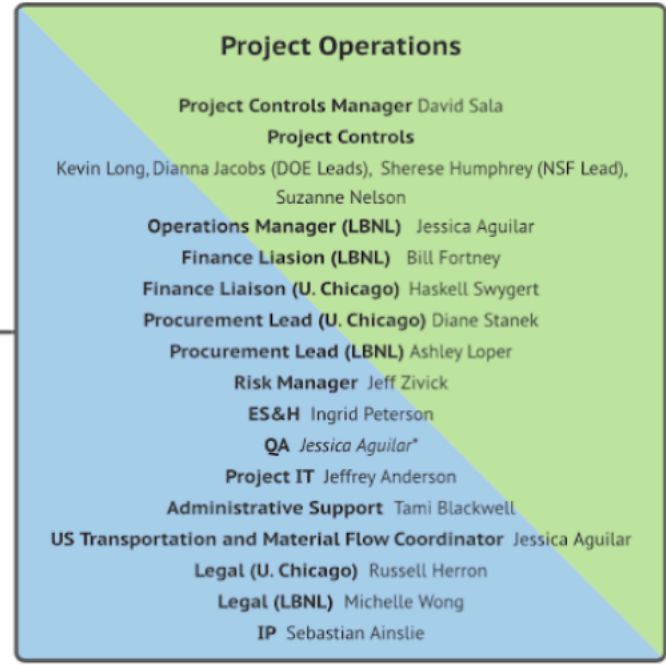 Project Operations
Project Controls Manager David Sala
Project Controls
Kevin Long, Dianna Jacobs (DOE Leads), Sherese Humphrey (NSF Lead),
Suzanne Nelson
Operations Manager (LBNL) Jessica Aguilar
Finance Liasion (LBNL) Bill Fortney
Finance Liaison (U. Chicago) Haskell Swygert
Procurement Lead (U. Chicago) Diane Stanek
Procurement Lead (LBNL) Ashley Loper
Risk Manager Jeff Zivick
ES&H Ingrid Peterson
QA Jessica Aguilar*
Project IT Jeffrey Anderson
Administrative Support Tami Blackwell
US Transportation and Material Flow Coordinator Jessica Aguilar
Legal (U. Chicago) Russell Herron
Legal (LBNL) Michelle Wong
IP Sebastian Ainslie